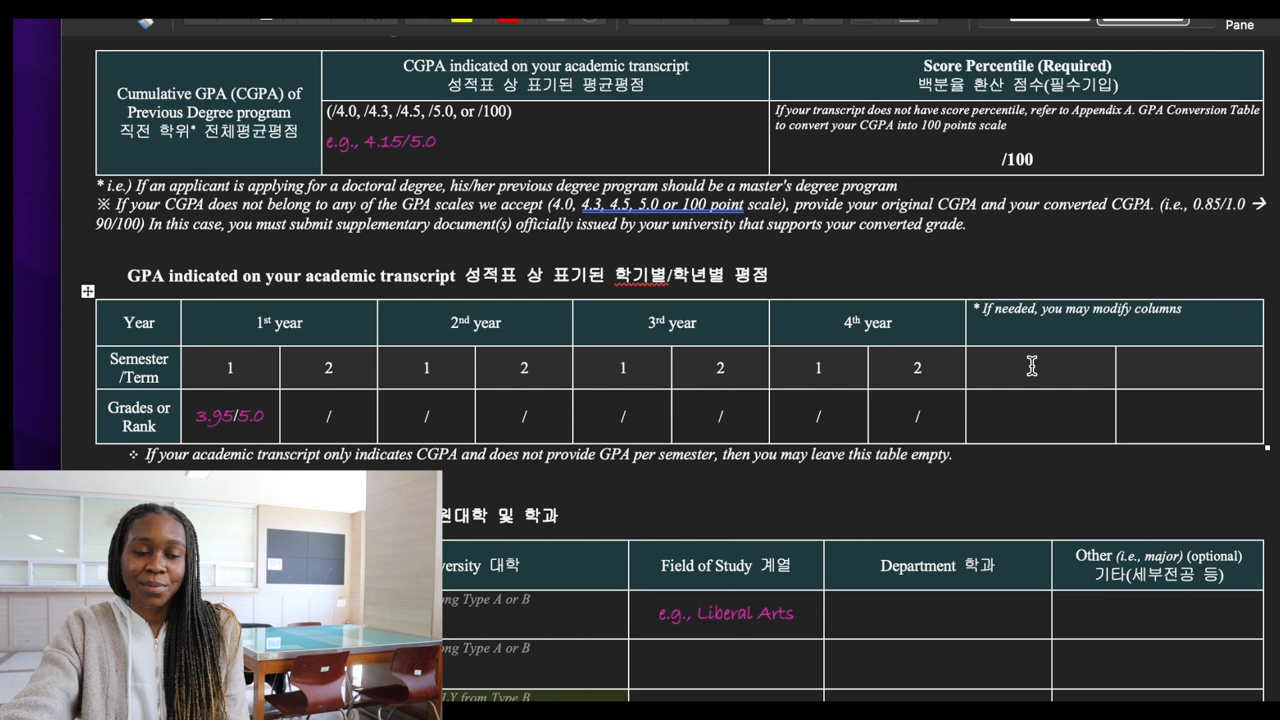 Pane
Cumulative GPA (CGPA) of
Previous Degree program
직전 학위* 전체평균평점
CGPA indicated on your academic transcript
성적표 상 표기된 평균평점
Score Percentile (Required)
백분율 환산 점수(필수기입)
(/4.0, /4.3, /4.5, /5.0, or /100)
e.g., 4.15/5.0
If your transcript does not have score percentile, refer to Appendix A. GPA Conversion Table
to convert your CGPA into 100 points scale
/100
* i.e.) If an applicant is applying for a doctoral degree, his/her previous degree program should be a master's degree program
※ If your CGPA does not belong to any of the GPA scales we accept (4.0, 4.3, 4.5, 5.0 or 100 point scale), provide your original CGPA and your converted CGPA. (i.e., 0.85/1.0 →
90/100) In this case, you must submit supplementary document(s) officially issued by your university that supports your converted grade.
GPA indicated on your academic transcript 성적표 상 표기된 학기별/학년별 평점
Year 1st year 2nd year 3rd year 4th year * If needed, you may modify columns
Semester
/Term
1 2 1 2 1 2 1 2
Grades or
Rank
3.95/5.0 / / / / / / /
⁘ If your academic transcript only indicates CGPA and does not provide GPA per semester, then you may leave this table empty.
원대학 및 학과
versity 대학 Field of Study 계열 Department 학과 Other (i.e., major) (optional)
기타(세부전공 등)
ong Type A or B e.g., Liberal Arts
ong Type A or B
LY from Type B